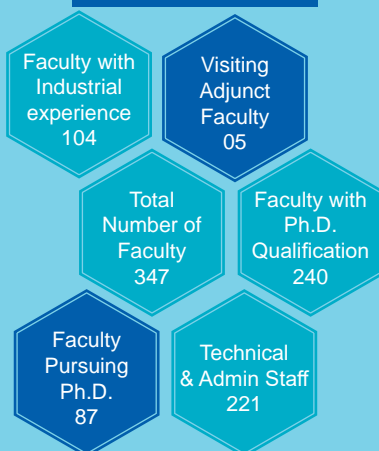 Faculty with
Industrial
experience
104
Visiting
Adjunct
Faculty
05
Total
Number of
Faculty
347
Faculty with
Ph.D.
Qualification
240
Faculty
Pursuing
Ph.D.
87
Technical
& Admin Staff
221